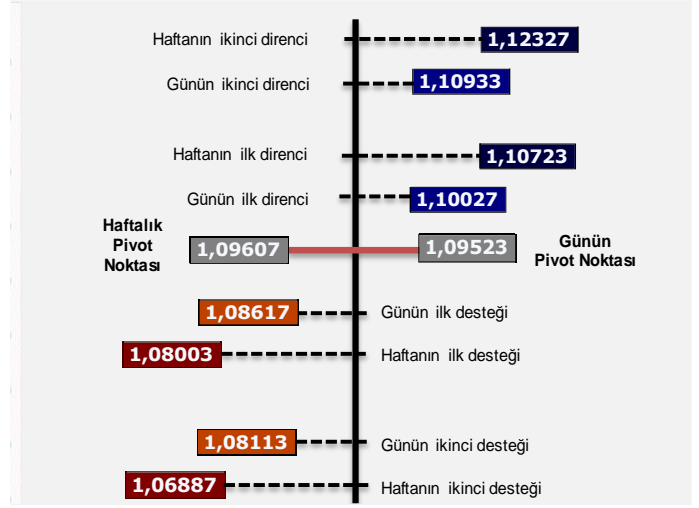 Haftanın ikinci direnci
1,12327
Günün ikinci direnci
1,10933
Haftanın ilk direnci
1,10723
Günün ilk direnci
1,10027
Haftalık
Pivot
Noktası
1,09607
1,09523
Günün
Pivot Noktası
1,08617
Günün ilk desteği
1,08003
Haftanın ilk desteği
1,08113
Günün ikinci desteği
1,06887
Haftanın ikinci desteği